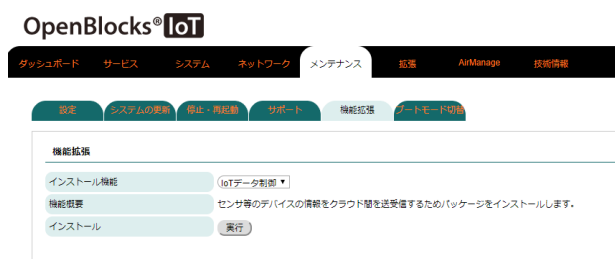 OpenBlocks® IoT
ダッシュボード サービス システム ネットワーク メンテナンス 拡張 AirManage 技術情報
設定 システムの更新 停止・再起動 サポート 機能拡張 ブートモード切替
機能拡張
インストール機能 IoTデータ制御
機能概要 センサ等のデバイスの情報をクラウド間を送受信するためパッケージをインストールします。
インストール 実行